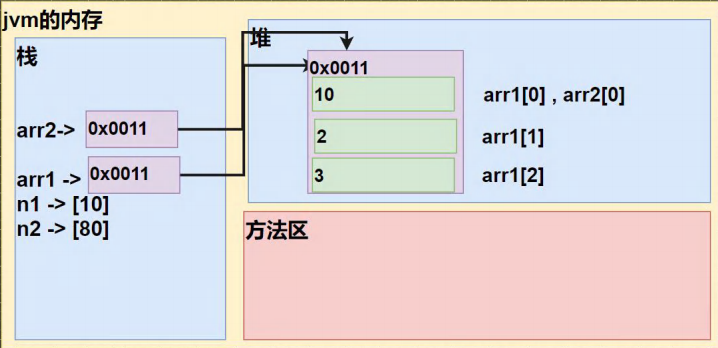 jvm的内存
栈
arr2-> 0x0011
arr1 -> 0x0011
n1 -> [10]
n2 -> [80]
堆
0x0011
10 arr1[0] , arr2[0]
2 arr1[1]
3 arr1[2]
方法区